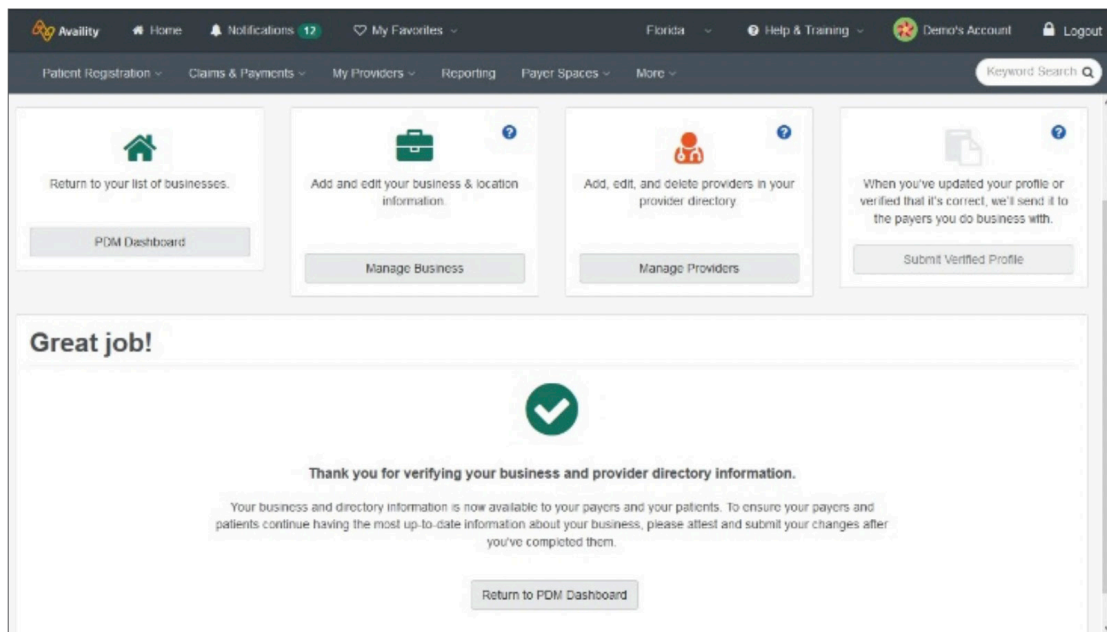 Availity Home Notifications 12 My Favorites Florida Help & Training Demo's Account Logout
Patient Registration Claims & Payments My Providers Reporting Payer Spaces More Keyword Search
Return to your list of businesses.
PDM Dashboard
Add and edit your business & location
information.
Manage Business
Add, edit, and delete providers in your
provider directory.
Manage Providers
When you've updated your profile or
verified that it's correct, we'll send it to
the payers you do business with.
Submit Verified Profile
Great job!
Thank you for verifying your business and provider directory information.
Your business and directory information is now available to your payers and your patients. To ensure your payers and
patients continue having the most up-to-date information about your business, please attest and submit your changes after
you've completed them.
Return to PDM Dashboard